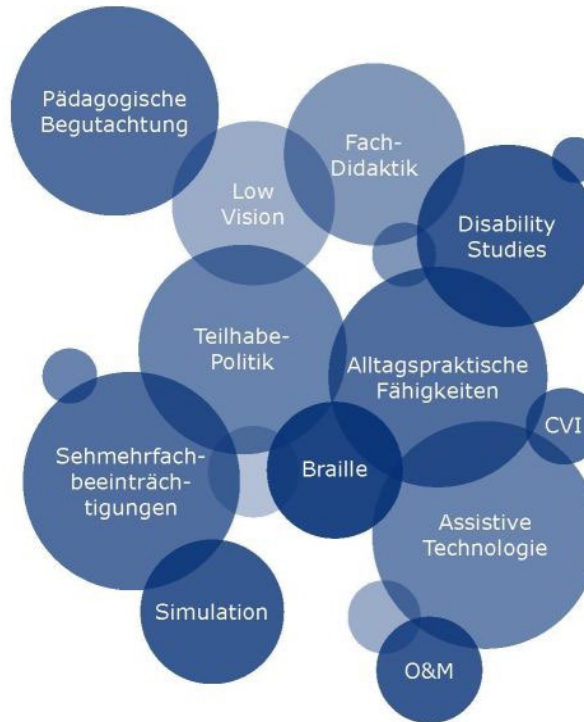 Pädagogische
Begutachtung
Fach-
Didaktik
Low
Vision
Disability
Studies
Teilhabe-
Politik
Alltagspraktische
Fähigkeiten
CVI
Sehmehrfach-
beeinträch-
tigungen
Braille
Assistive
Technologie
Simulation
O&M